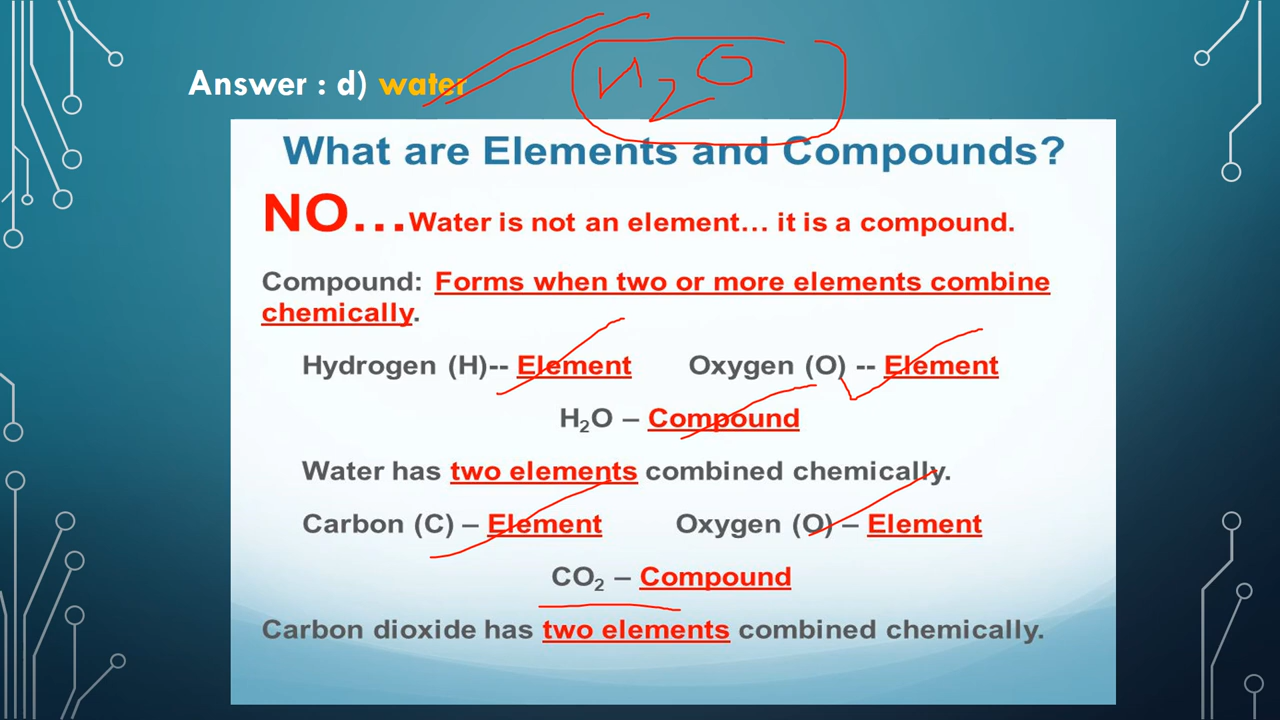 Answer : d) water
H₂O
What are Elements and Compounds?
NO...Water is not an element... it is a compound.
Compound: Forms when two or more elements combine
chemically.
Hydrogen (H)-- Element Oxygen (O) -- Element
H₂O – Compound
Water has two elements combined chemically.
Carbon (C) – Element Oxygen (O) – Element
CO₂ – Compound
Carbon dioxide has two elements combined chemically.